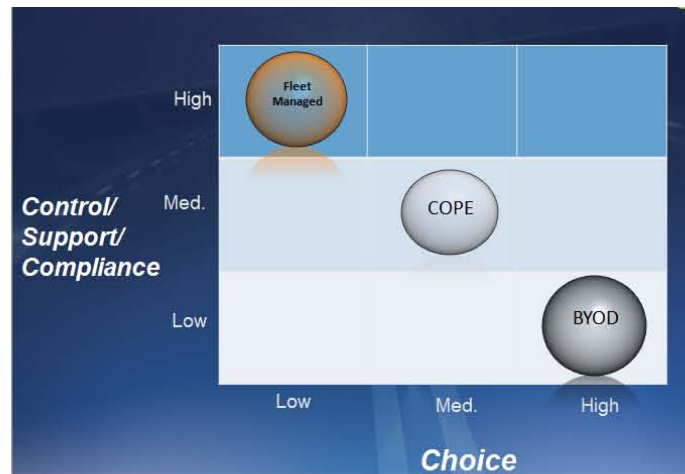 Fleet
Managed
High
Control/
Support/
Compliance
Med.
COPE
Low
BYOD
Low
Med.
High
Choice